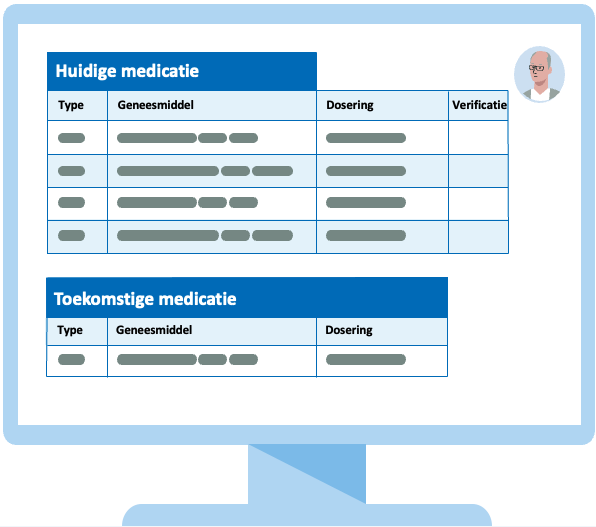 Huidige medicatie
Type Geneesmiddel Dosering Verificatie
Toekomstige medicatie
Type Geneesmiddel Dosering